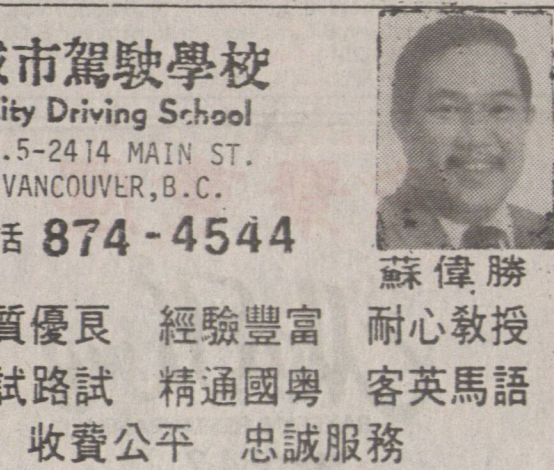 城市駕駛學校
ity Driving School
.5-2414 MAIN ST.
VANCOUVER,B.C.
話 874-4544
蘇偉勝
質優良 經驗豐富 耐心教授
試路試 精通國粵 客英馬語
收費公平 忠誠服務